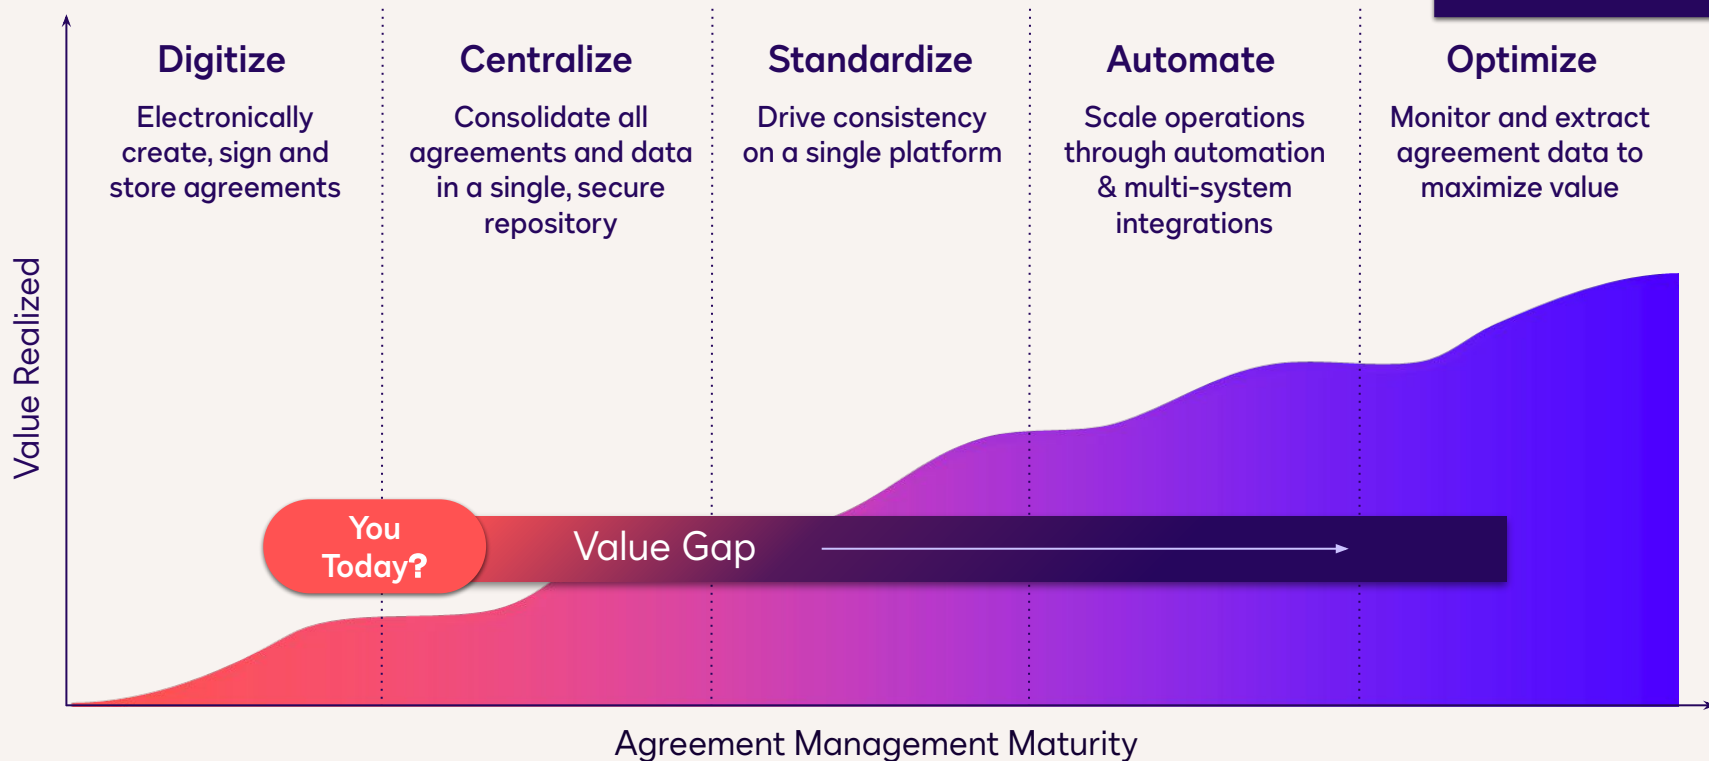 Digitize
Electronically
create, sign and
store agreements
Centralize
Consolidate all
agreements and data
in a single, secure
repository
Standardize
Drive consistency
on a single platform
Automate
Scale operations
through automation
& multi-system
integrations
Optimize
Monitor and extract
agreement data to
maximize value
Value Realized
You
Today?
Value Gap
Agreement Management Maturity